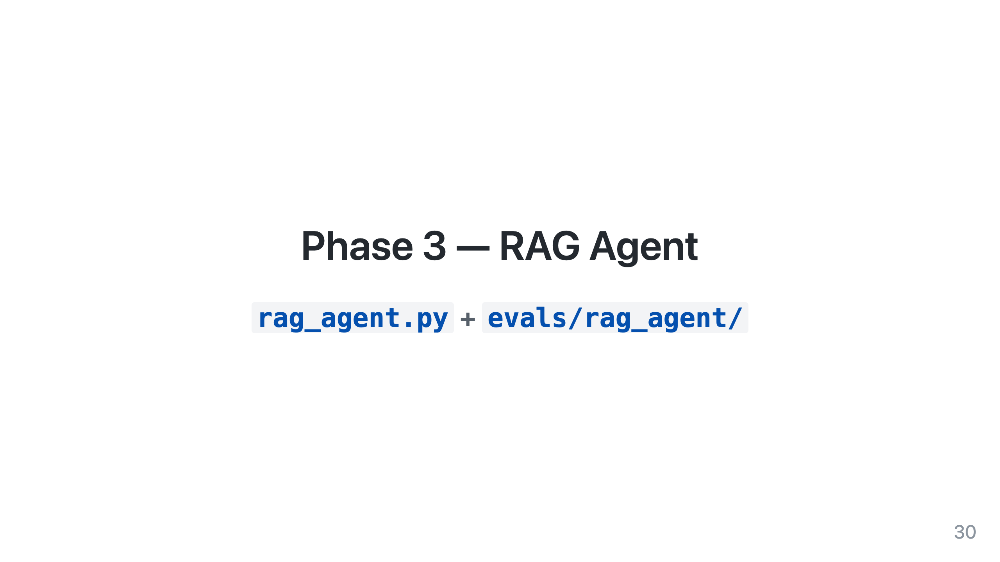 Phase 3 — RAG Agent
rag_agent.py + evals/rag_agent/
30